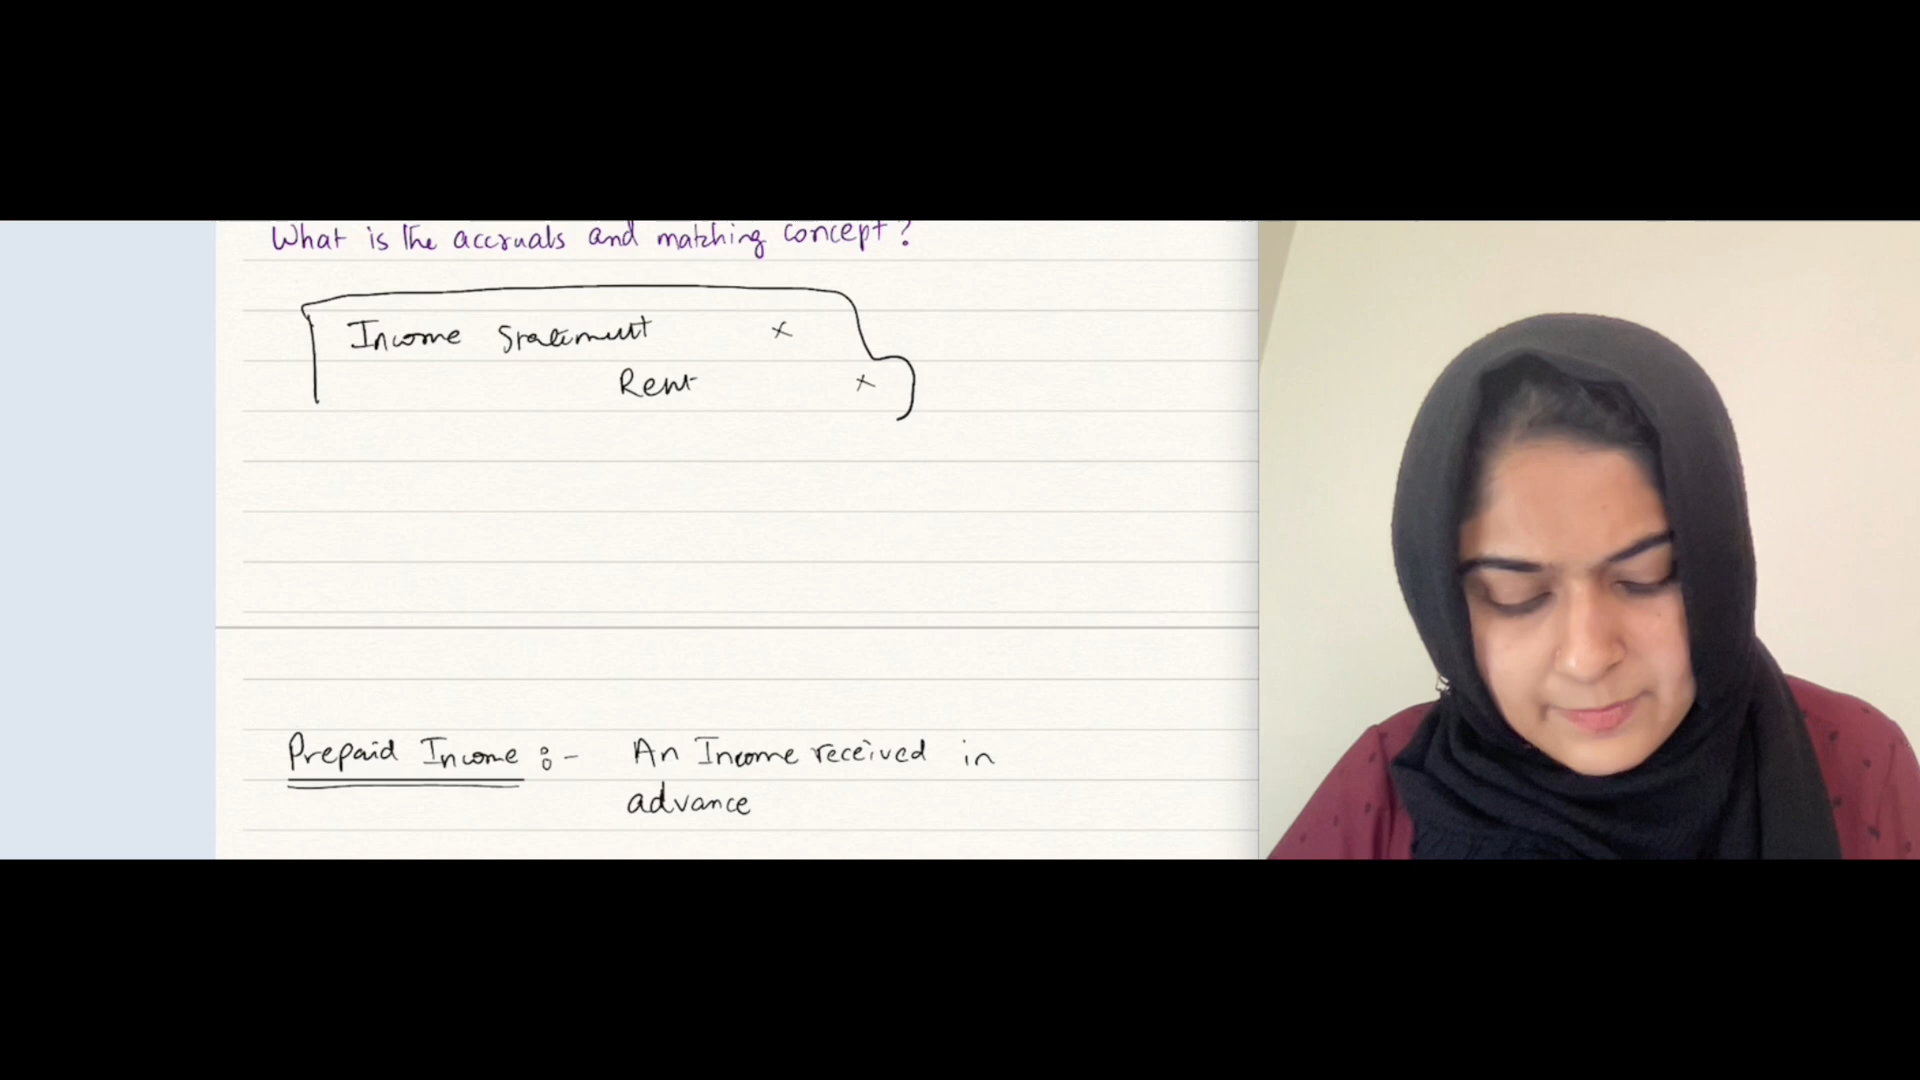 What is the accruals and matching concept?
Income Statement x
Rent x
Prepaid Income :- An Income received in
advance